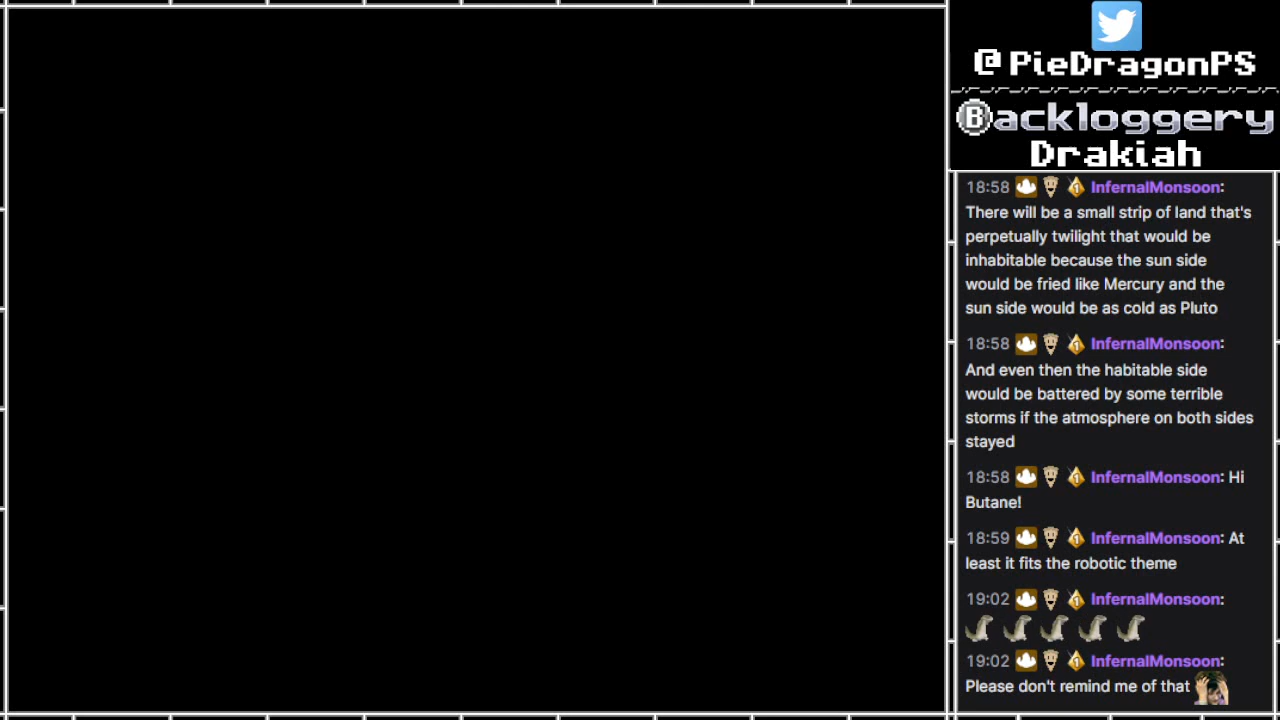 @PieDragonPS
Backloggery
Drakiah
18:58 InfernalMonsoon:
There will be a small strip of land that's
perpetually twilight that would be
inhabitable because the sun side
would be fried like Mercury and the
sun side would be as cold as Pluto
18:58 InfernalMonsoon:
And even then the habitable side
would be battered by some terrible
storms if the atmosphere on both sides
stayed
18:58 InfernalMonsoon: Hi
Butane!
18:59 InfernalMonsoon: At
least it fits the robotic theme
19:02 InfernalMonsoon:
19:02 InfernalMonsoon:
Please don't remind me of that